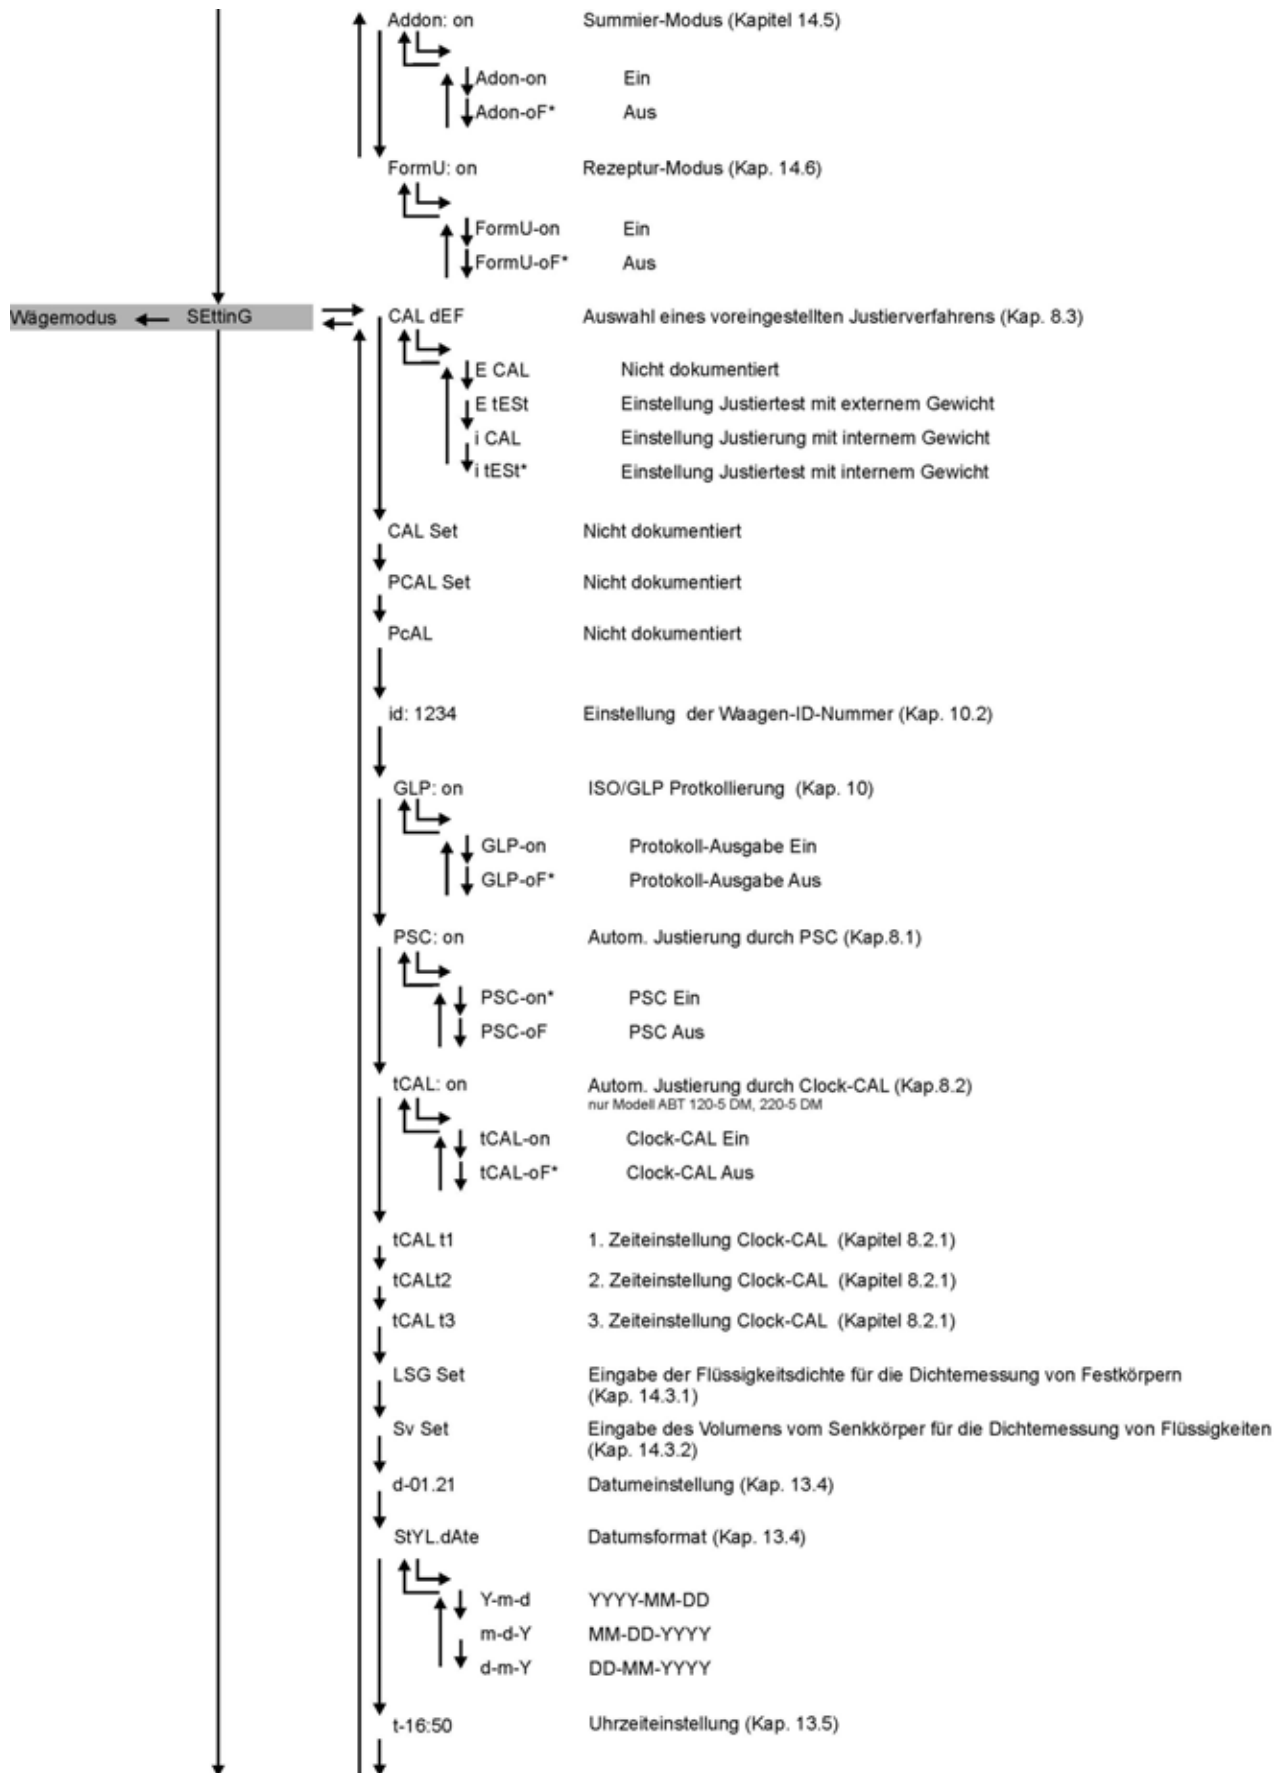 Addon: on Summier-Modus (Kapitel 14.5)
Adon-on Ein
Adon-oF* Aus
FormU: on Rezeptur-Modus (Kap. 14.6)
FormU-on Ein
FormU-oF* Aus
Wägemodus SEttinG CAL dEF Auswahl eines voreingestellten Justierverfahrens (Kap. 8.3)
E CAL Nicht dokumentiert
E tESt Einstellung Justiertest mit externem Gewicht
i CAL Einstellung Justierung mit internem Gewicht
i tESt* Einstellung Justiertest mit internem Gewicht
CAL Set Nicht dokumentiert
PCAL Set Nicht dokumentiert
PcAL Nicht dokumentiert
id: 1234 Einstellung der Waagen-ID-Nummer (Kap. 10.2)
GLP: on ISO/GLP Protkollierung (Kap. 10)
GLP-on Protokoll-Ausgabe Ein
GLP-oF* Protokoll-Ausgabe Aus
PSC: on Autom. Justierung durch PSC (Kap.8.1)
PSC-on* PSC Ein
PSC-oF PSC Aus
tCAL: on Autom. Justierung durch Clock-CAL (Kap.8.2)
nur Modell ABT 120-5 DM, 220-5 DM
tCAL-on Clock-CAL Ein
tCAL-oF* Clock-CAL Aus
tCAL t1 1. Zeiteinstellung Clock-CAL (Kapitel 8.2.1)
tCALt2 2. Zeiteinstellung Clock-CAL (Kapitel 8.2.1)
tCAL t3 3. Zeiteinstellung Clock-CAL (Kapitel 8.2.1)
LSG Set Eingabe der Flüssigkeitsdichte für die Dichtemessung von Festkörpern
(Kap. 14.3.1)
Sv Set Eingabe des Volumens vom Senkkörper für die Dichtemessung von Flüssigkeiten
(Kap. 14.3.2)
d-01.21 Datumeinstellung (Kap. 13.4)
StYL.dAte Datumsformat (Kap. 13.4)
Y-m-d YYYY-MM-DD
m-d-Y MM-DD-YYYY
d-m-Y DD-MM-YYYY
t-16:50 Uhrzeiteinstellung (Kap. 13.5)